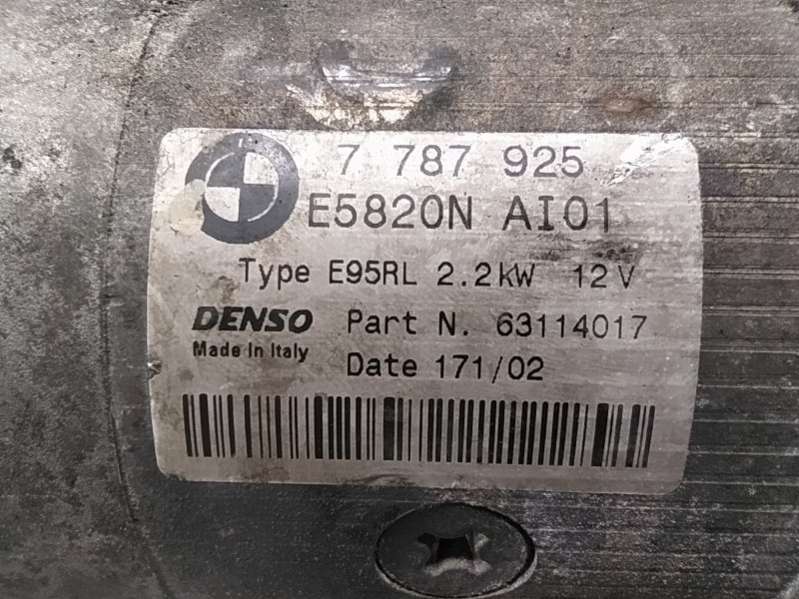 7 787 925
E5820N AI01
Type E95RL 2.2kW 12V
DENSO Part N. 63114017
Made In Italy
Date 171/02